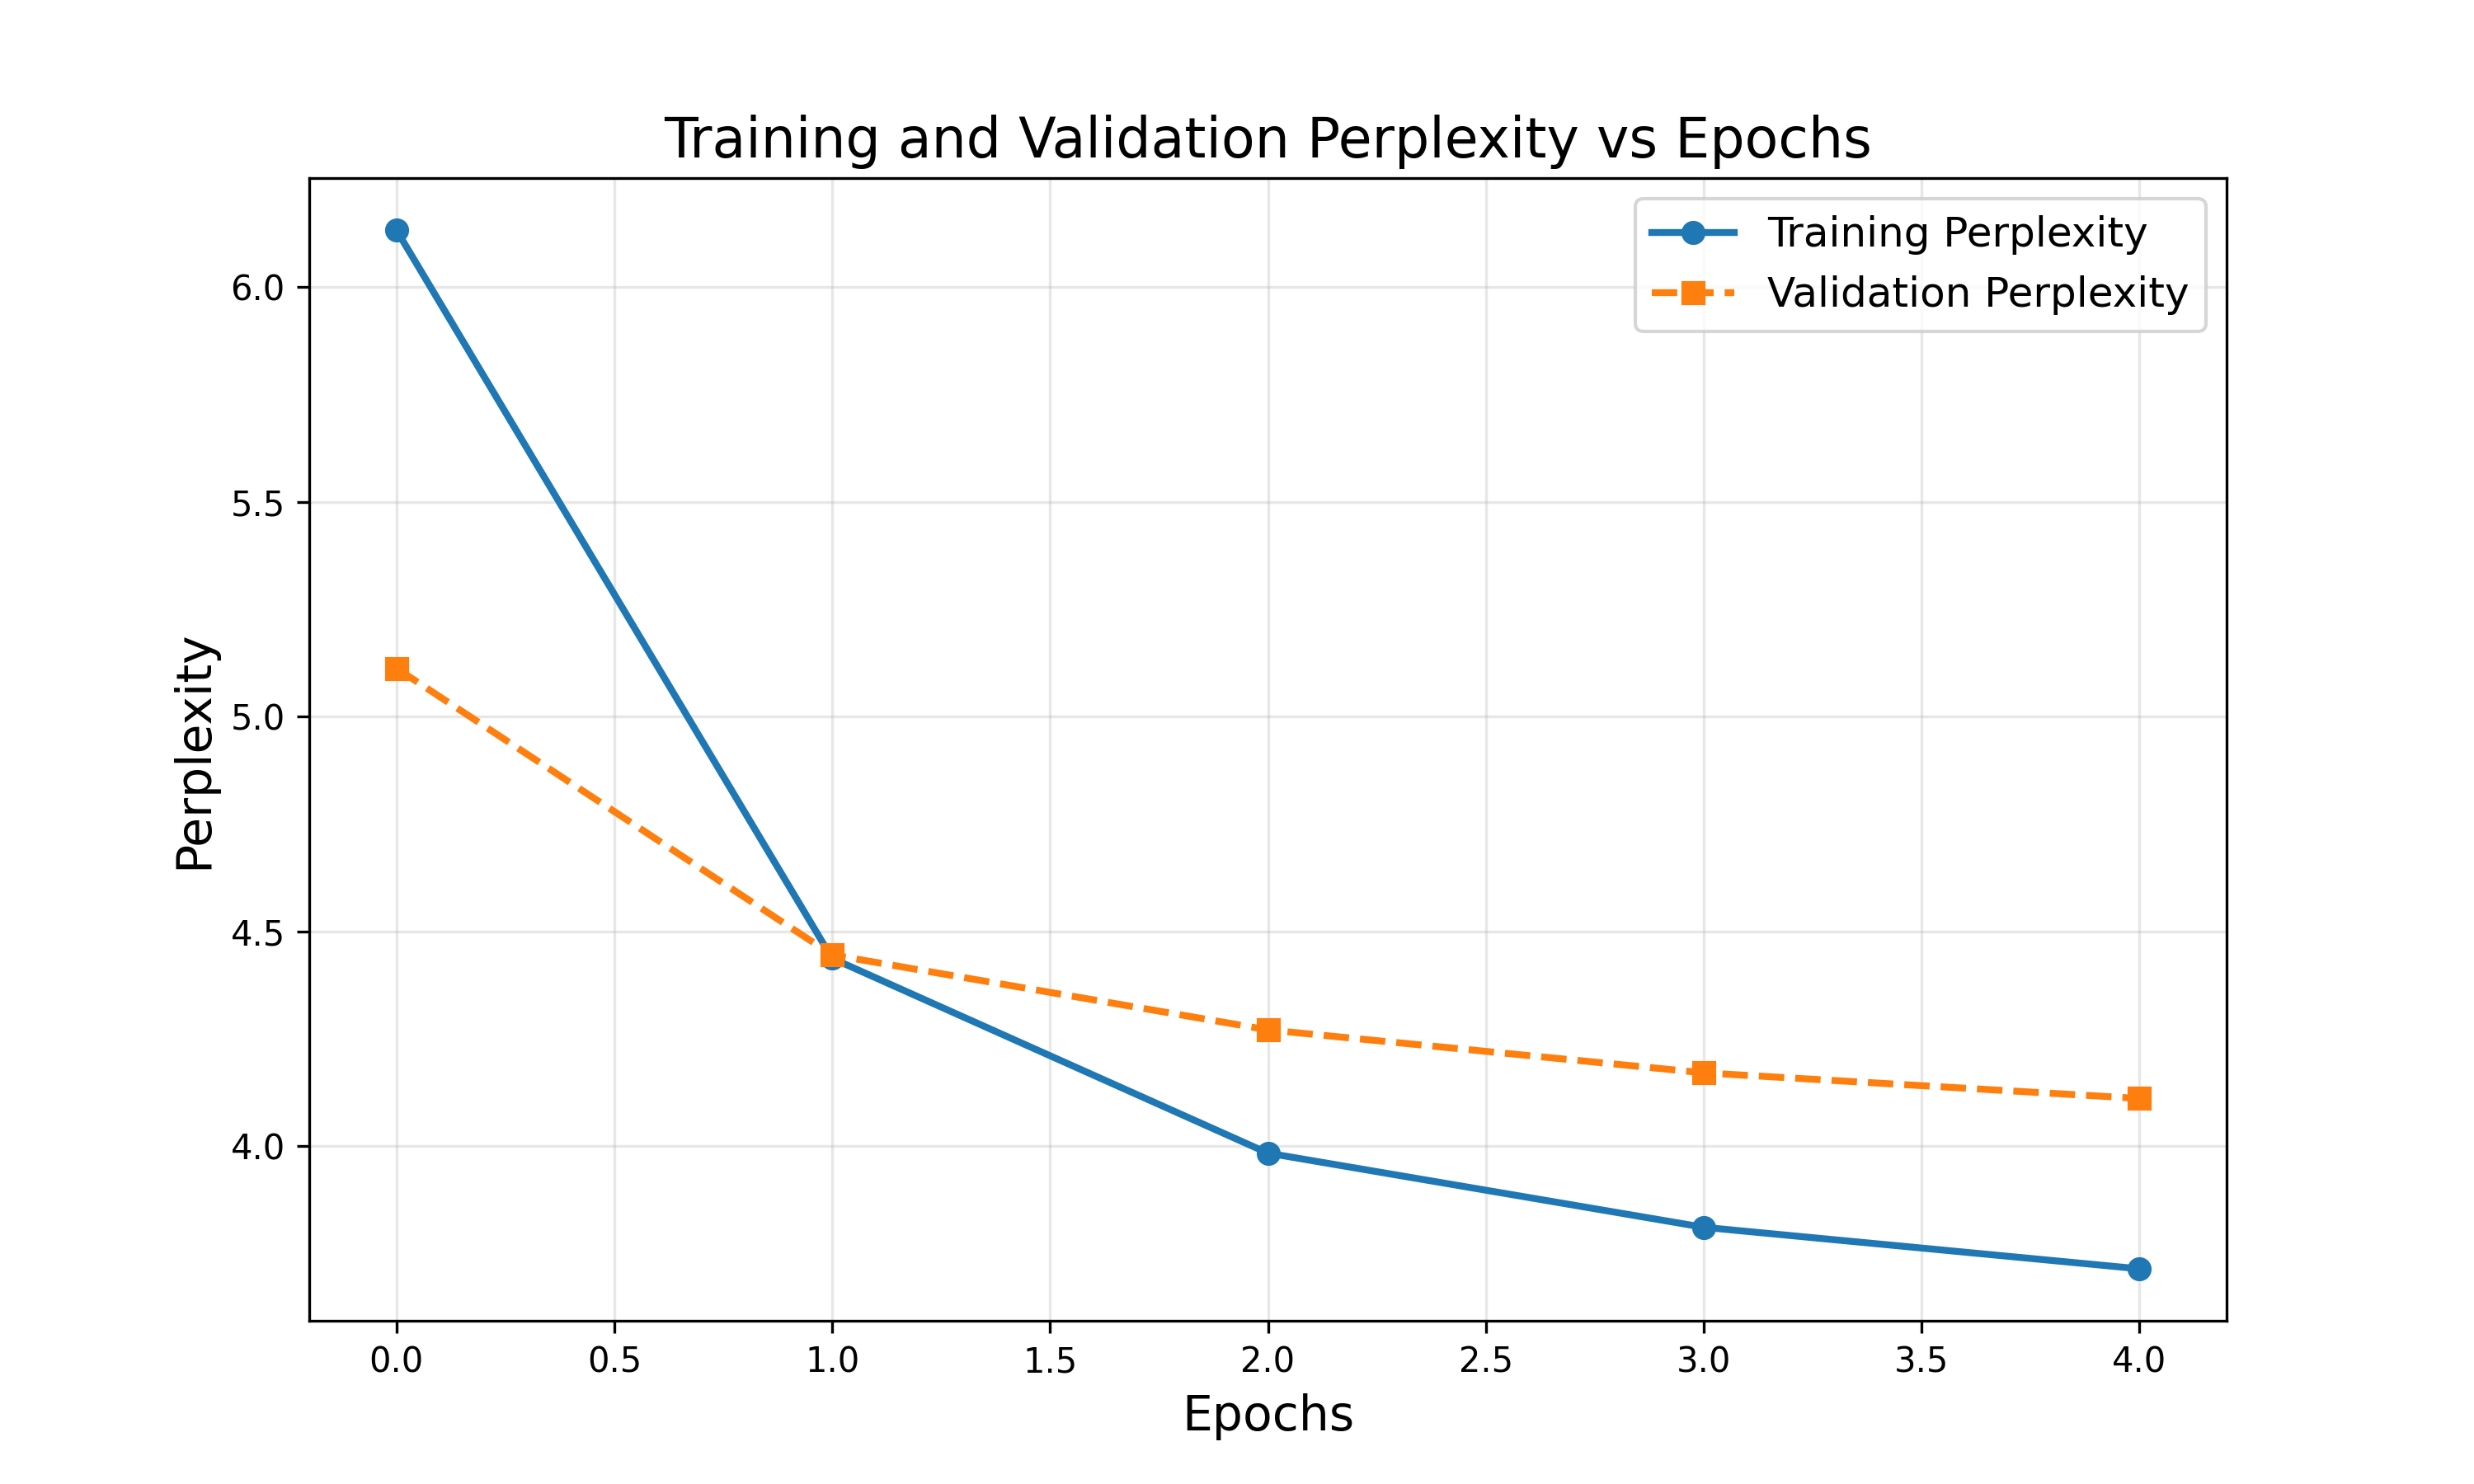 Training and Validation Perplexity vs Epochs
Training Perplexity
Validation Perplexity
6.0
5.5
5.0
4.5
4.0
Perplexity
0.0 0.5 1.0 1.5 2.0 2.5 3.0 3.5 4.0
Epochs